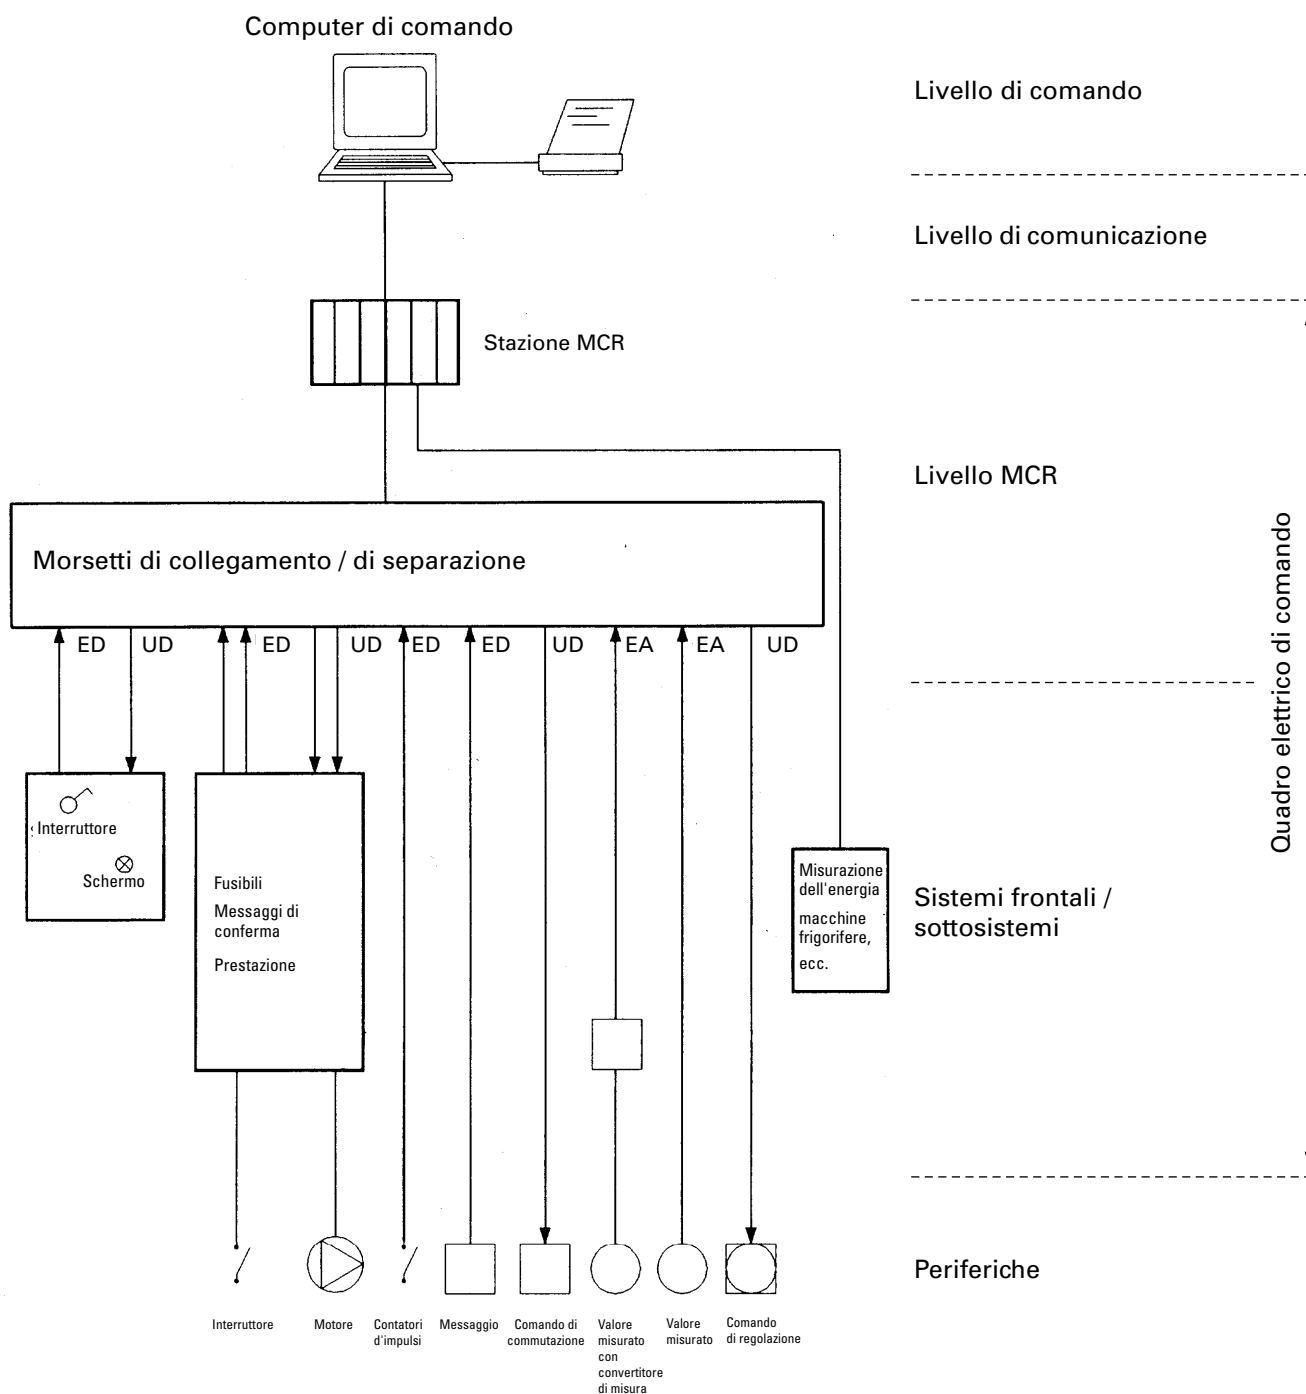 Computer di comando
Livello di comando
Livello di comunicazione
Stazione MCR
Livello MCR
Morsetti di collegamento / di separazione
ED UD ED UD ED ED UD EA EA UD
Quadro elettrico di comando
Interruttore
Schermo
Fusibili
Messaggi di
conferma
Prestazione
Misurazione
dell'energia
macchine
frigorifere,
ecc.
Sistemi frontali /
sottosistemi
Periferiche
Interruttore
Motore
Contatori
d'impulsi
Messaggio
Comando di
commutazione
Valore
misurato
con
convertitore
di misura
Valore
misurato
Comando
di regolazione